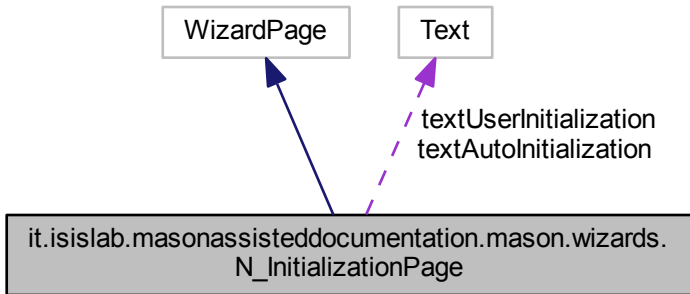 WizardPage
Text
textUserInitialization
textAutoInitialization
it.isislab.masonassisteddocumentation.mason.wizards.
N_InitializationPage